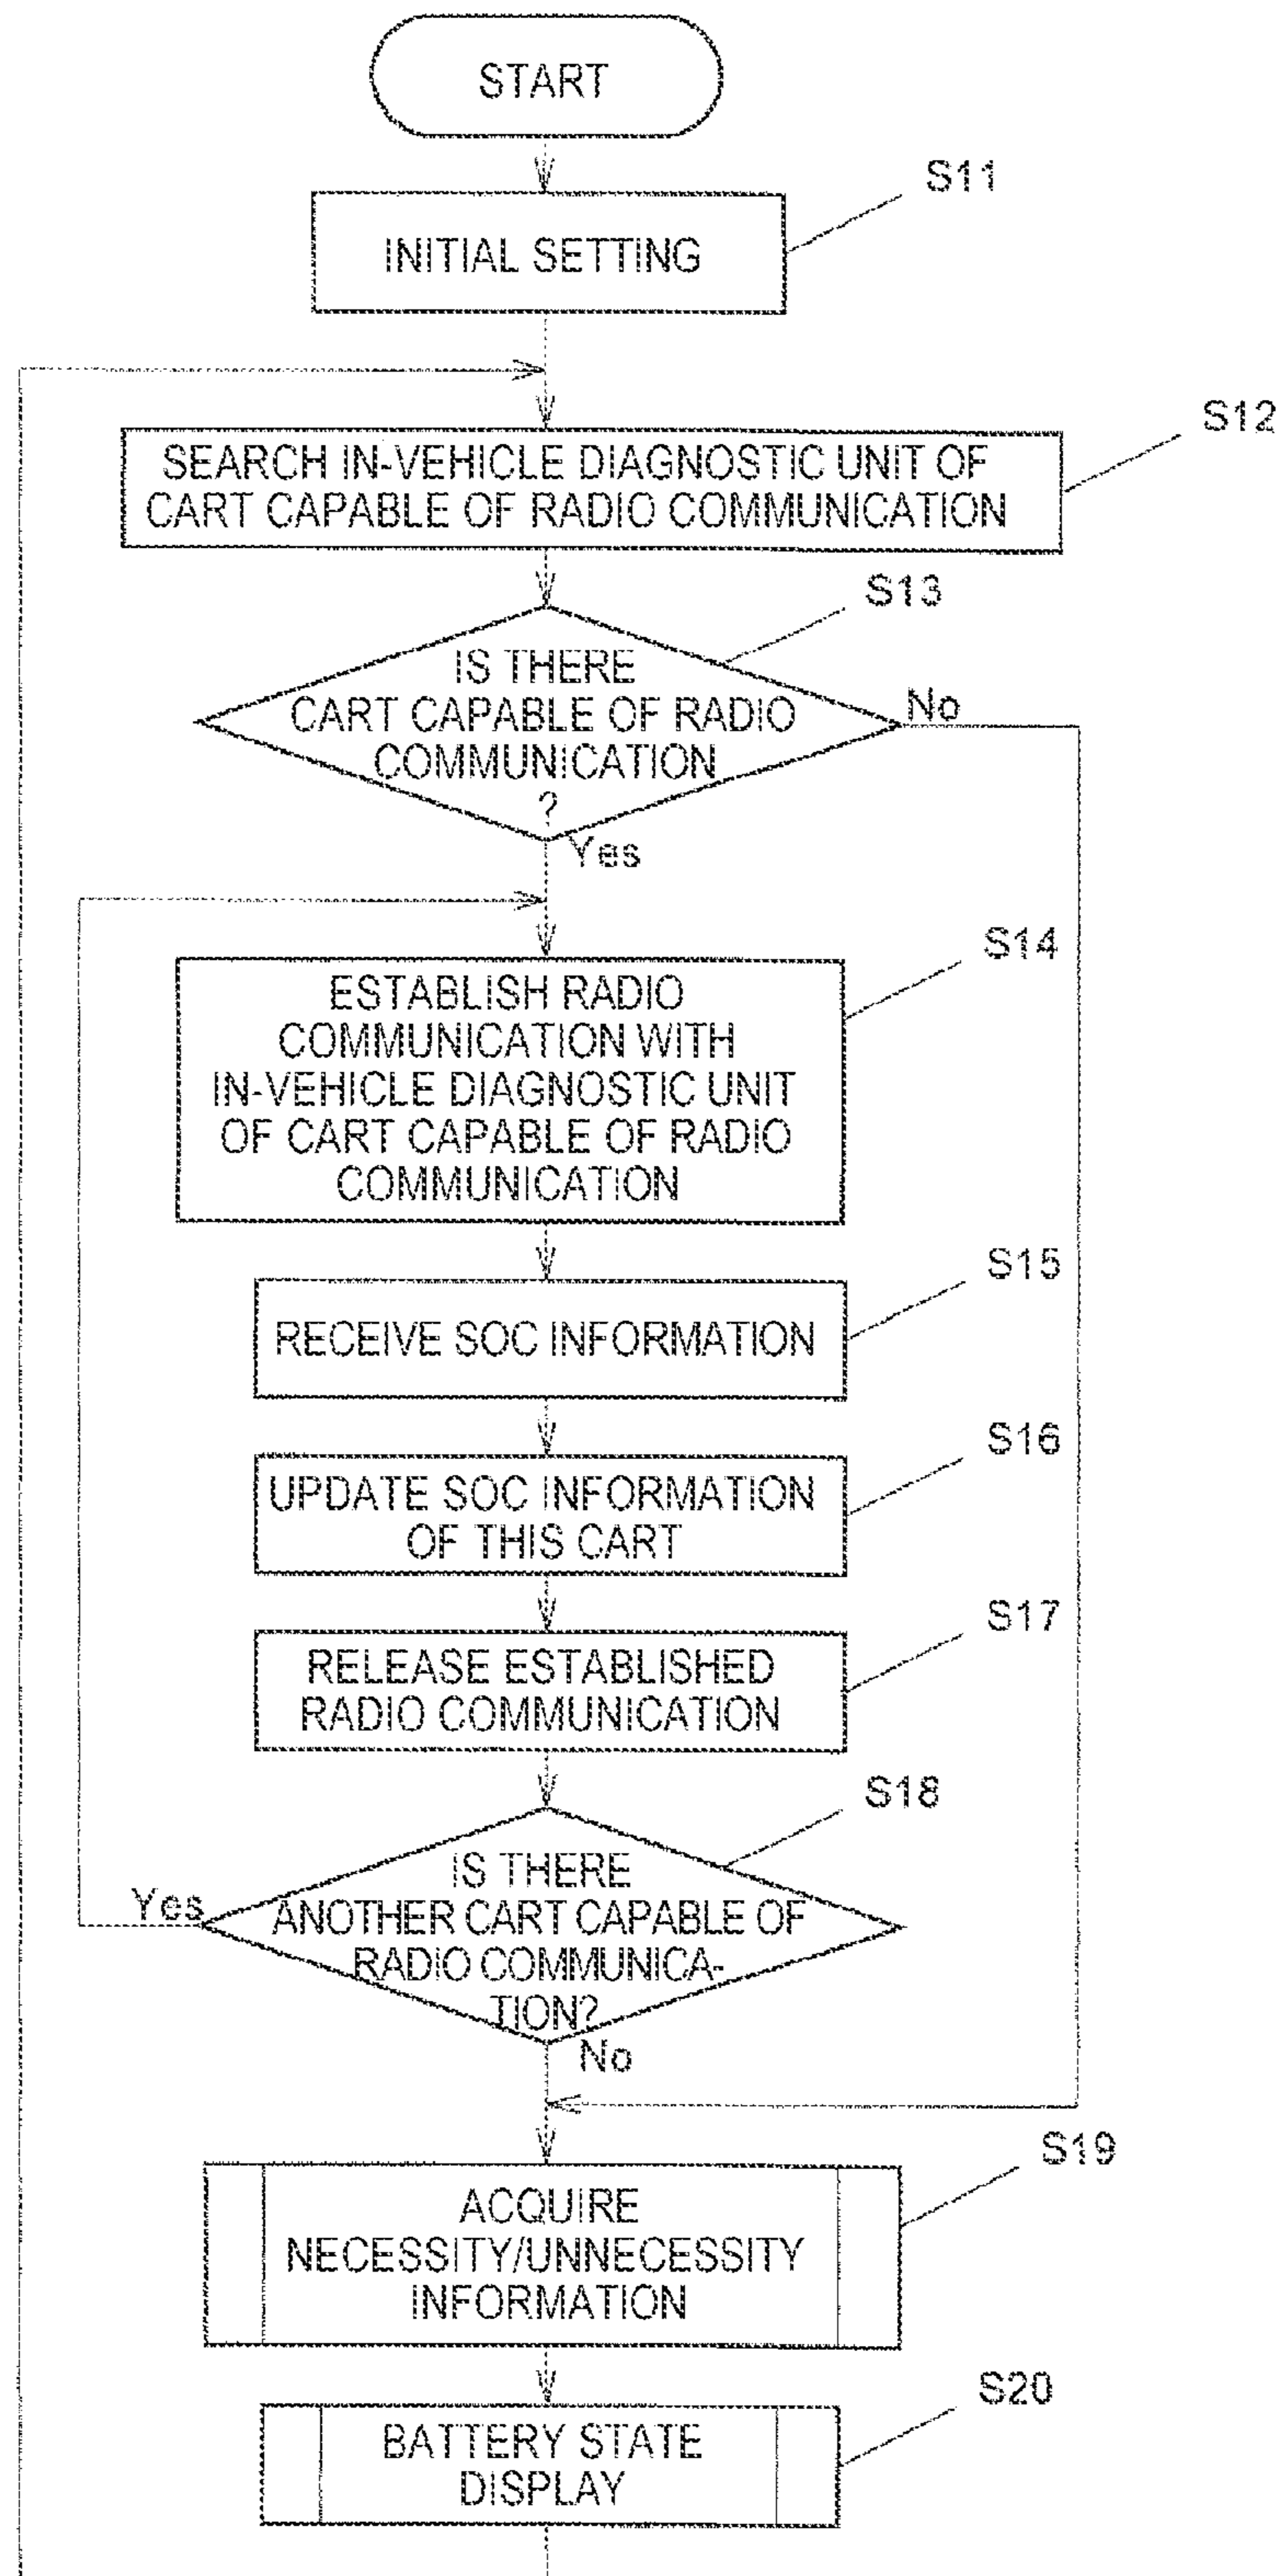 START
S11
INITIAL SETTING
S12
SEARCH IN-VEHICLE DIAGNOSTIC UNIT OF
CART CAPABLE OF RADIO COMMUNICATION
S13
IS THERE
CART CAPABLE OF RADIO
COMMUNICATION
?
No
Yes
S14
ESTABLISH RADIO
COMMUNICATION WITH
IN-VEHICLE DIAGNOSTIC UNIT
OF CART CAPABLE OF RADIO
COMMUNICATION
S15
RECEIVE SOC INFORMATION
S16
UPDATE SOC INFORMATION
OF THIS CART
S17
RELEASE ESTABLISHED
RADIO COMMUNICATION
S18
IS THERE
ANOTHER CART CAPABLE OF
RADIO COMMUNICA-
TION?
Yes
No
S19
ACQUIRE
NECESSITY/UNNECESSITY
INFORMATION
S20
BATTERY STATE
DISPLAY